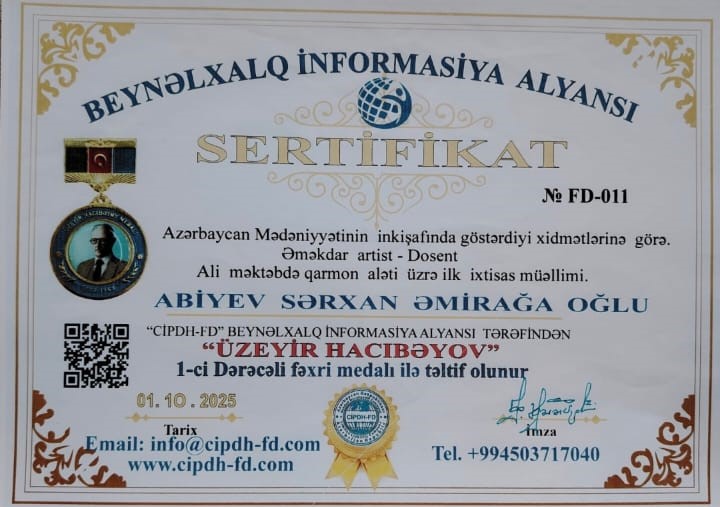 BEYNƏLXALQ İNFORMASİYA ALYANSI
SERTİFİKAT
№ FD-011
Azərbaycan Mədəniyyətinin inkişafında göstərdiyi xidmətlərinə görə.
Əməkdar artist - Dosent
Ali məktəbdə qarmon aləti üzrə ilk ixtisas müəllimi.
ABİYEV SƏRXAN ƏMİRAĞA OĞLU
“CİPDH-FD” BEYNƏLXALQ İNFORMASİYA ALYANSI TƏRƏFİNDƏN
“ÜZEYİR HACIBƏYOV”
1-ci Dərəcəli fəxri medalı ilə təltif olunur
01.10.2025
Tarix
CİPDH-FD
İmza
Email: info@cipdh-fd.com
www.cipdh-fd.com
Tel. +994503717040